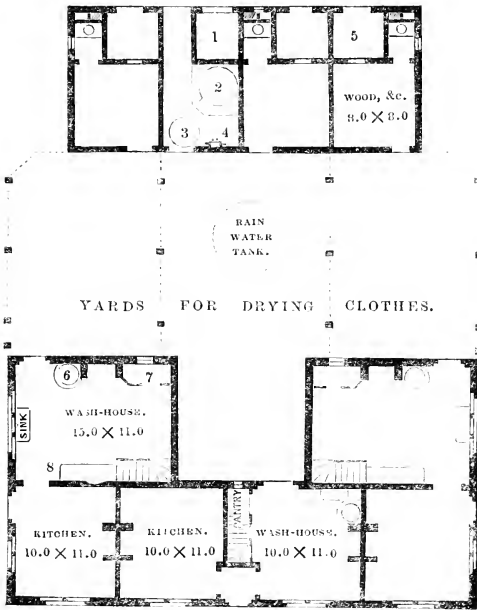 1
5
2
WOOD, &c.
8.0 X 8.0
3
4
RAIN
WATER
TANK.
YARDS FOR DRYING CLOTHES.
6
7
SINK
WASH-HOUSE.
15.0 X 11.0
8
PANTRY
KITCHEN.
10.0 X 11.0
KITCHEN.
10.0 X 11.0
WASH-HOUSE.
10.0 X 11.0